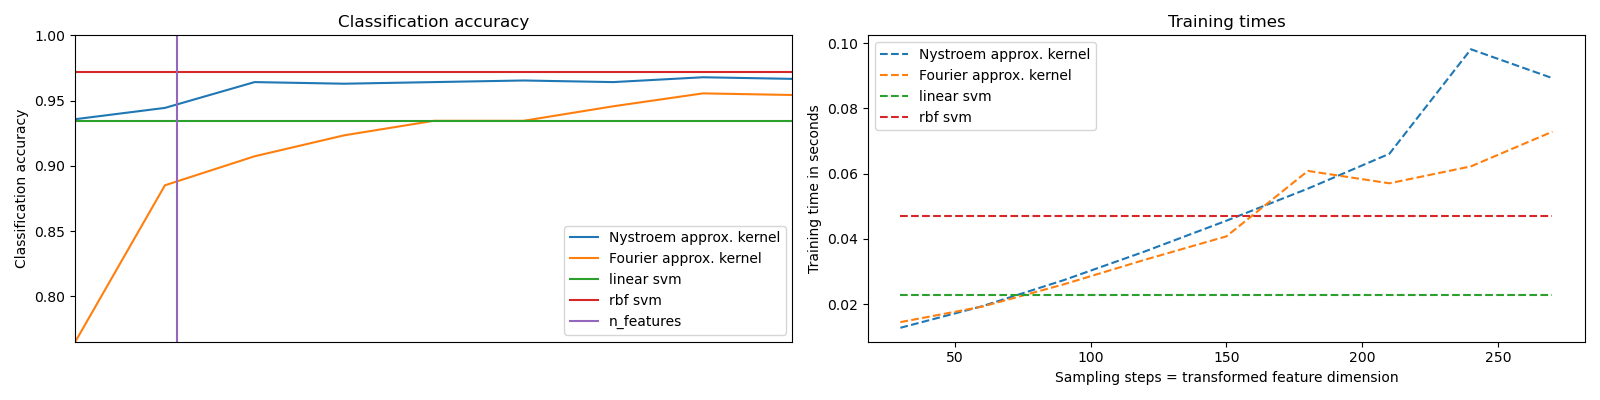 Classification accuracy
Classification accuracy
1.00
0.95
0.90
0.85
0.80
Nystroem approx. kernel
Fourier approx. kernel
linear svm
rbf svm
n_features
Training times
Training time in seconds
0.10
0.08
0.06
0.04
0.02
Nystroem approx. kernel
Fourier approx. kernel
linear svm
rbf svm
50
100
150
200
250
Sampling steps = transformed feature dimension